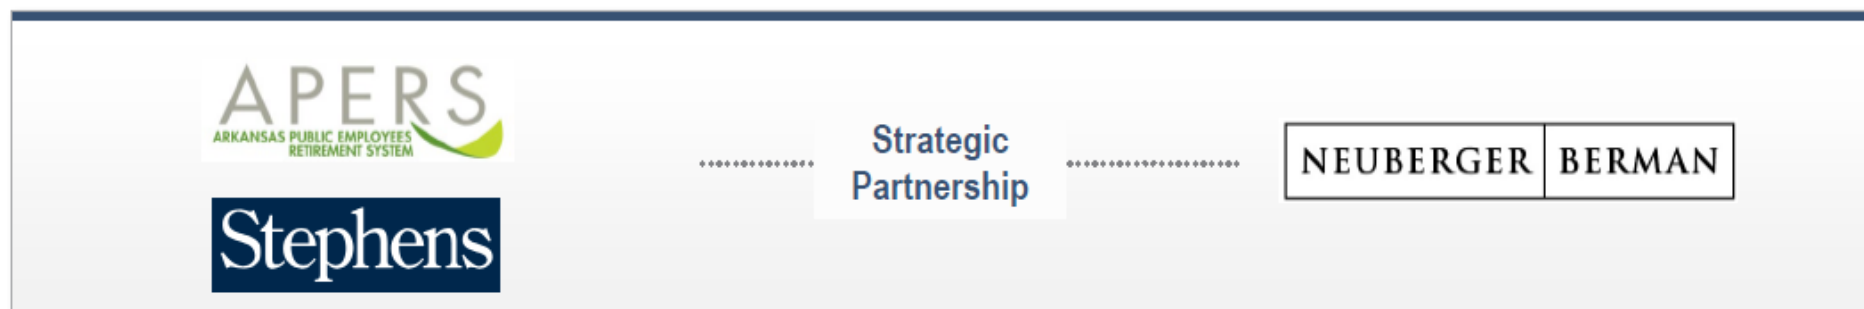 APERS
ARKANSAS PUBLIC EMPLOYEES
RETIREMENT SYSTEM
Stephens
Strategic
Partnership
NEUBERGER BERMAN